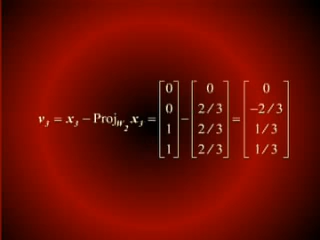 v₃ = x₃ − Proj_W₂ x₃ = [0 0 1 1] − [0 2/3 2/3 2/3] = [0 −2/3 1/3 1/3]